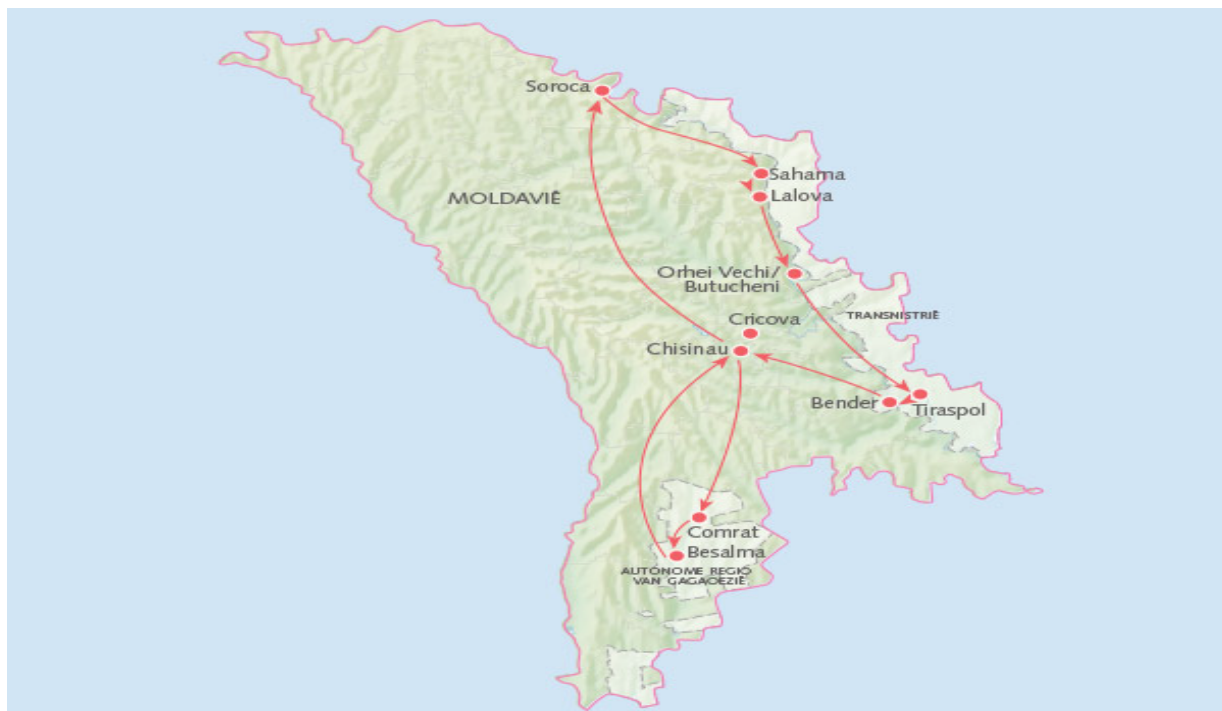 Soroca
Sahama
Lalova
MOLDAVIË
Orhei Vechi/
Butucheni
TRANSNISTRIË
Cricova
Chisinau
Bender
Tiraspol
Comrat
Besalma
AUTONOME REGIO
VAN GAGAOEZIË